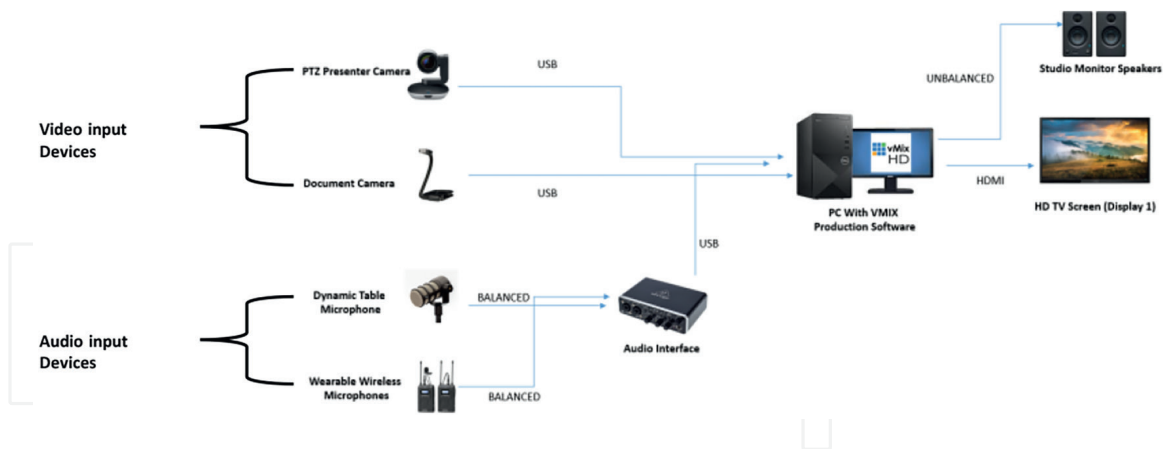 PTZ Presenter Camera
USB
Studio Monitor Speakers
UNBALANCED
Video input
Devices
vMix
HD
Document Camera
USB
HDMI
PC With VMIX
Production Software
HD TV Screen (Display 1)
USB
Dynamic Table
Microphone
BALANCED
Audio input
Devices
Audio Interface
Wearable Wireless
Microphones
BALANCED